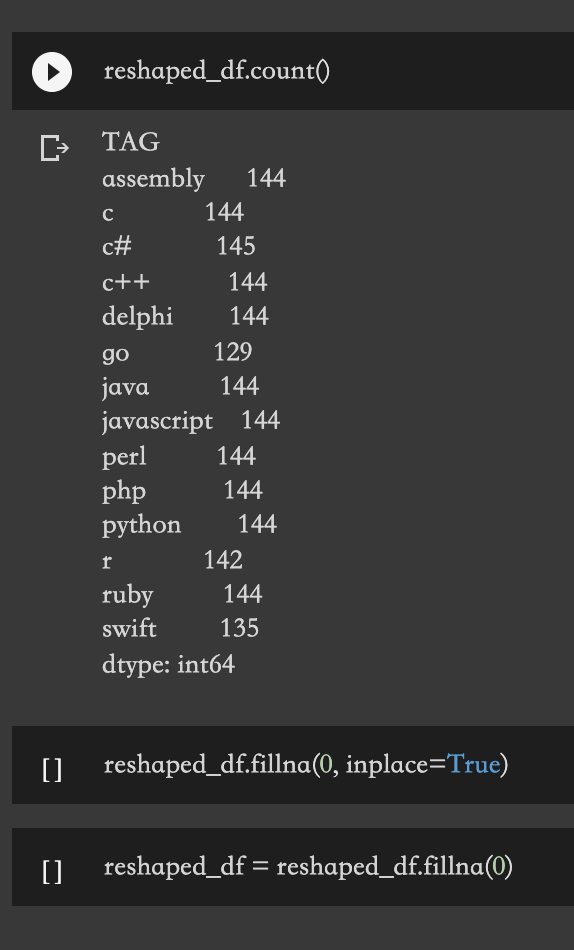 reshaped_df.count()
TAG
assembly 144
c 144
c# 145
c++ 144
delphi 144
go 129
java 144
javascript 144
perl 144
php 144
python 144
r 142
ruby 144
swift 135
dtype: int64
[ ] reshaped_df.fillna(0, inplace=True)
[ ] reshaped_df = reshaped_df.fillna(0)